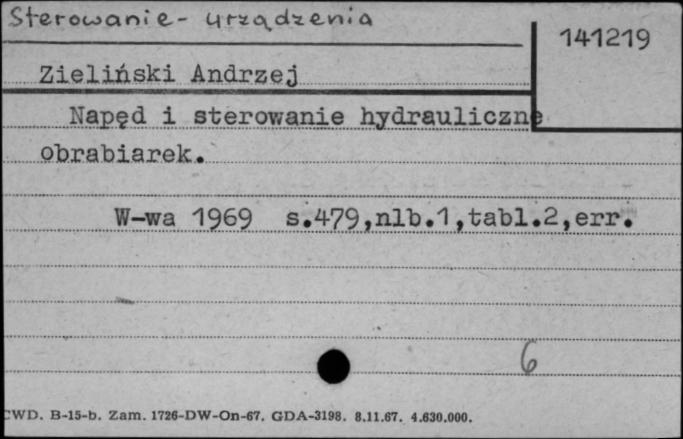 Sterowanie - urządzenia
141219
Zieliński Andrzej
Napęd i sterowanie hydrauliczne
obrabiarek.
W-wa 1969 s.479,nlb.1,tabl.2,err.
6
CWD. B-15-b. Zam. 1726-DW-On-67. GDA-3198. 8.11.67. 4.630.000.